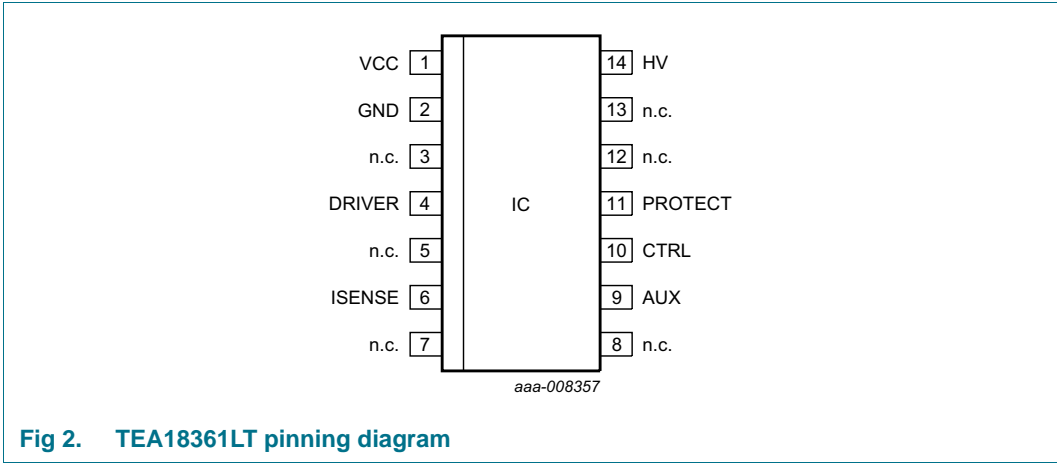 VCC 1 14 HV
GND 2 13 n.c.
n.c. 3 12 n.c.
DRIVER 4 IC 11 PROTECT
n.c. 5 10 CTRL
ISENSE 6 9 AUX
n.c. 7 8 n.c.
aaa-008357
Fig 2. TEA18361LT pinning diagram